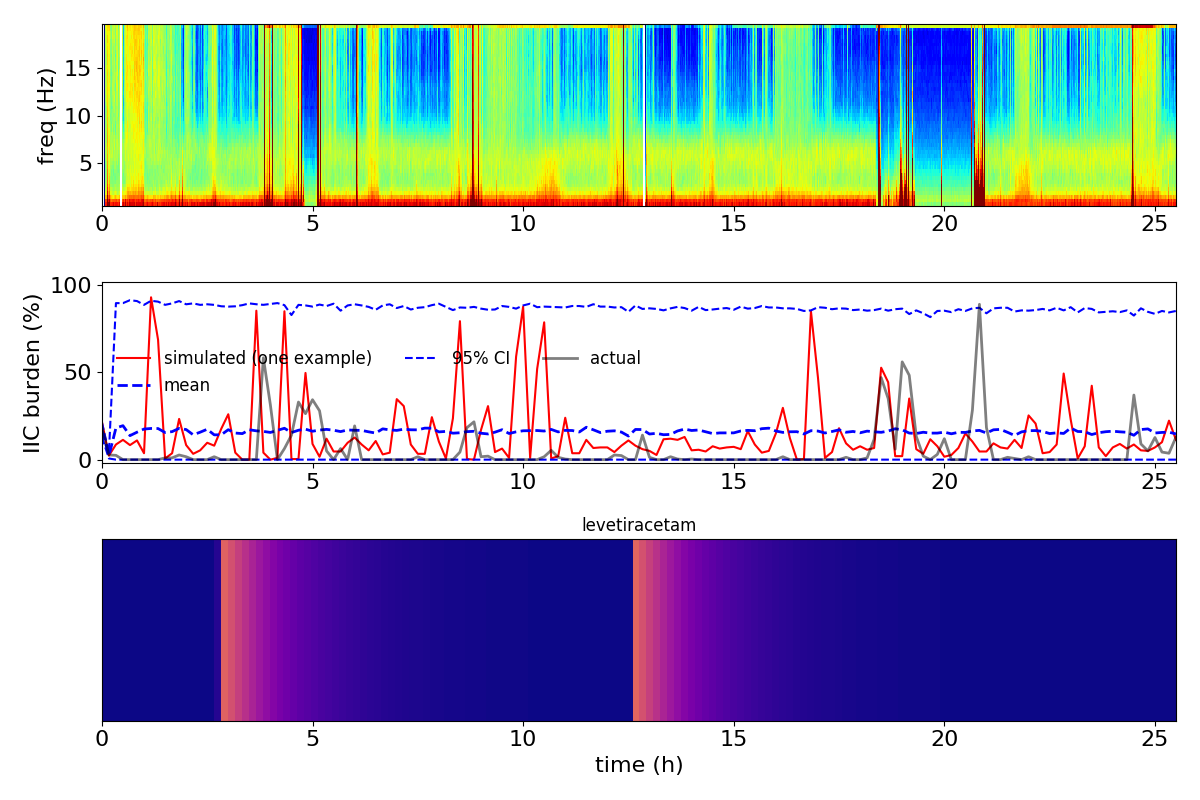 freq (Hz)
15
10
5
0 5 10 15 20 25
IIC burden (%)
100
50
0
simulated (one example) 95% CI actual
mean
0 5 10 15 20 25
levetiracetam
0 5 10 15 20 25
time (h)